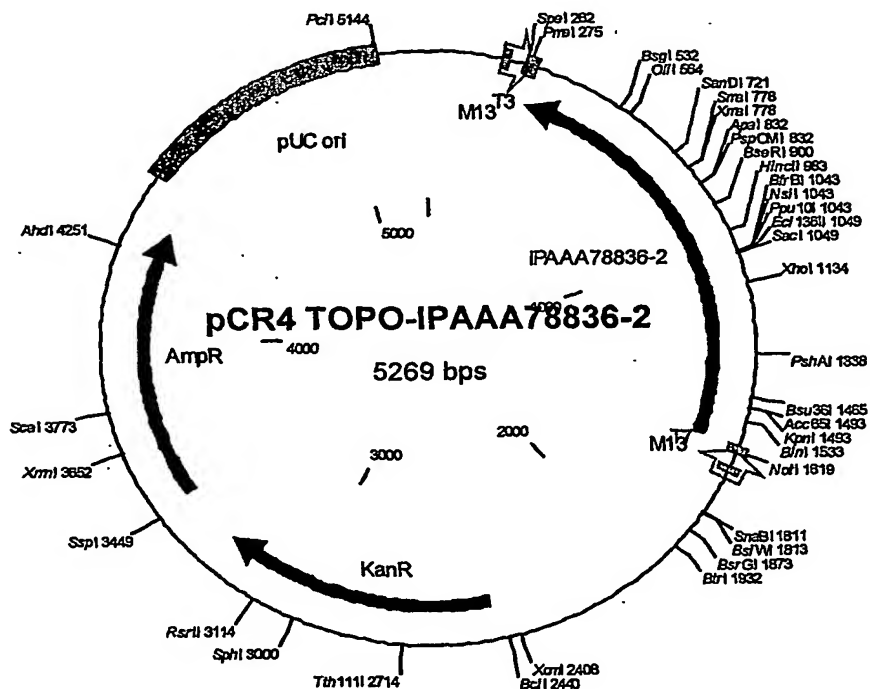 PciI 5144
SpeI 282
PmeI 275
BsgI 532
OliI 564
SanDI 721
SmaI 778
XmaI 778
ApaI 832
PspOMI 832
BseRI 900
HincII 983
BfrBI 1043
NsiI 1043
Ppu10I 1043
Ecl136II 1049
SacI 1049
XhoI 1134
PshAI 1338
Bsu36I 1465
Acc65I 1493
KpnI 1493
BlnI 1533
NotI 1619
SnaBI 1811
BsiWI 1813
BsrGI 1873
BtrI 1932
XcmI 2408
BclI 2440
Tth111I 2714
SphI 3000
RsrII 3114
SspI 3449
XmnI 3652
ScaI 3773
AhdI 4251
M13
T3
pUC ori
5000
IPAAA78836-2
pCR4 TOPO-IPAAA78836-2
5269 bps
AmpR
4000
3000
2000
M13
KanR